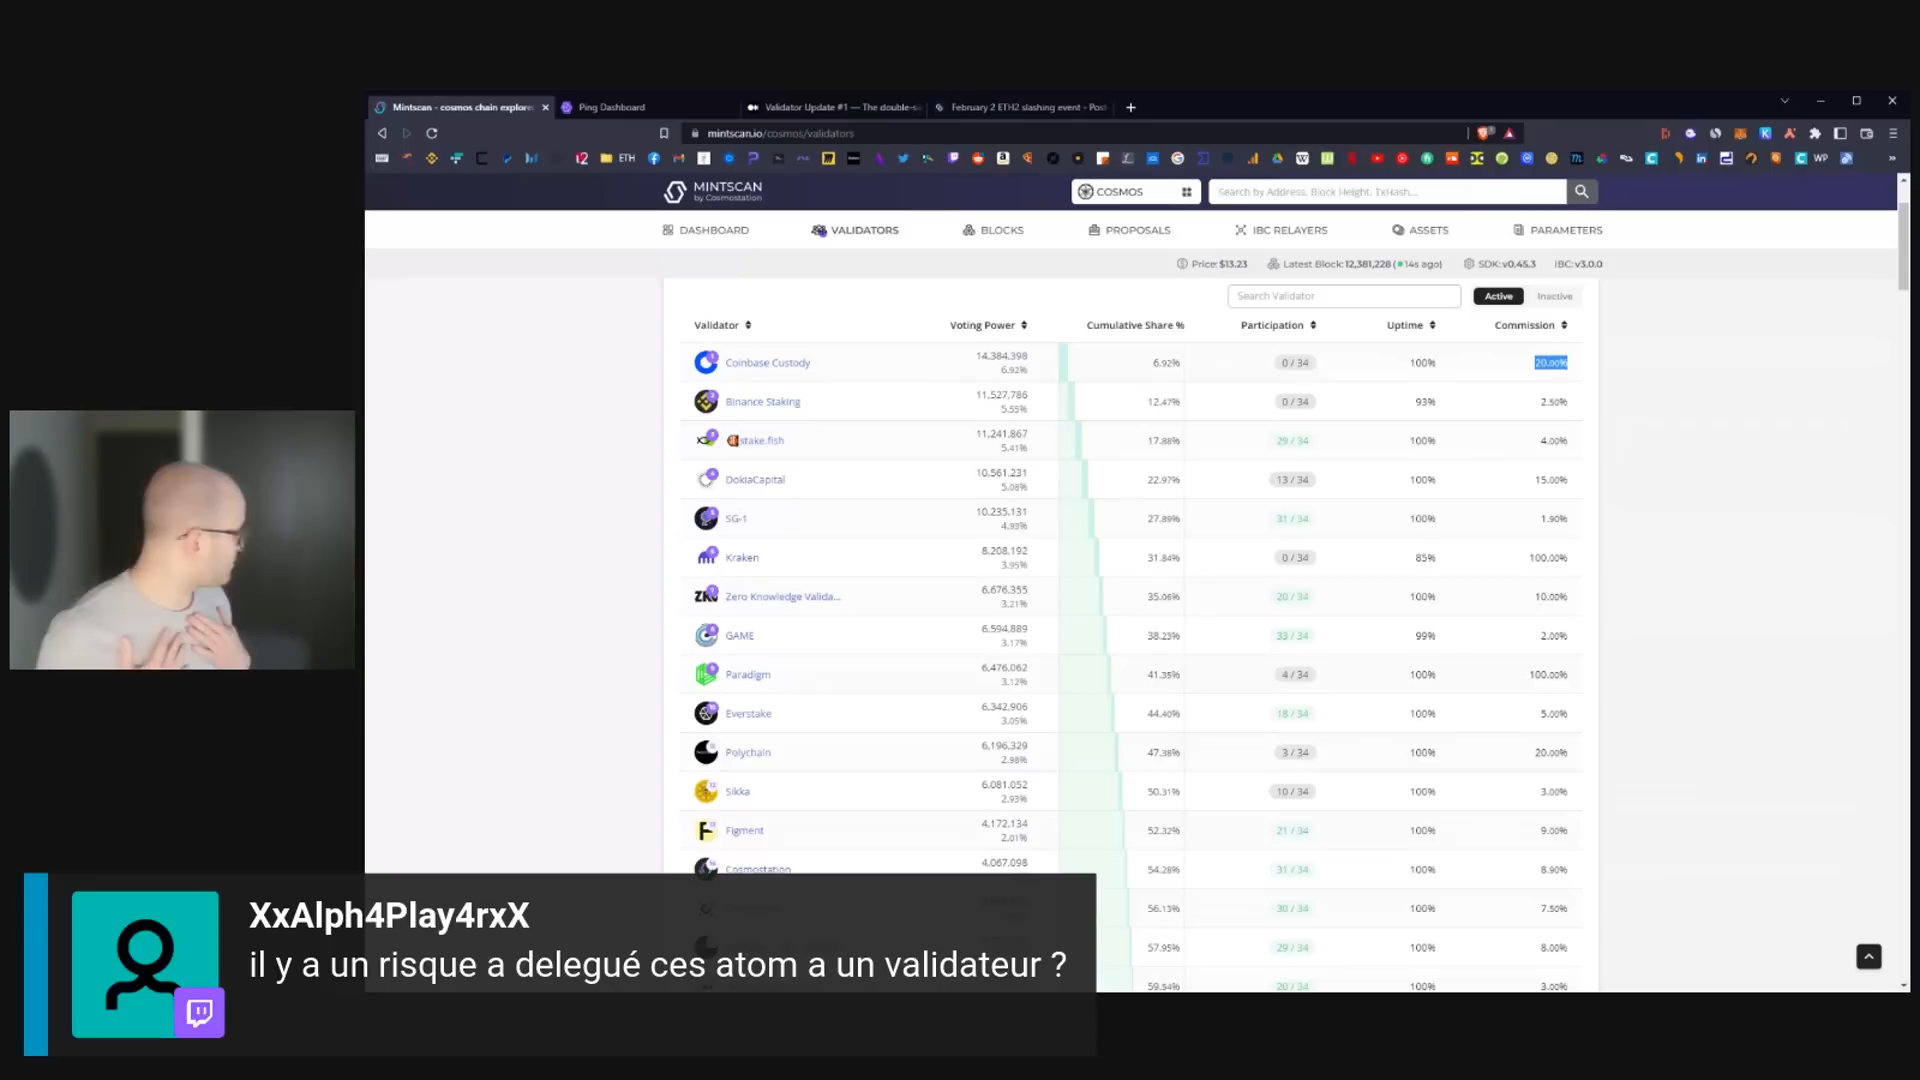 Mintscan - cosmos chain explore
Ping Dashboard
Validator Update #1 — The double-si
February 2 ETH2 slashing event - Post
mintscan.io/cosmos/validators
12
ETH
WP
MINTSCAN
by Cosmostation
COSMOS
Search by Address, Block Height, TxHash...
DASHBOARD
VALIDATORS
BLOCKS
PROPOSALS
IBC RELAYERS
ASSETS
PARAMETERS
Price: $13.23
Latest Block: 12,381,228 (14s ago)
SDK: v0.45.3
IBC: v3.0.0
Search Validator
Active
Inactive
Validator Voting Power Cumulative Share % Participation Uptime Commission
Coinbase Custody 14,384,398 6.92% 6.92% 0 / 34 100% 20.00%
Binance Staking 11,527,786 5.55% 12.47% 0 / 34 93% 2.50%
stake.fish 11,241,867 5.41% 17.88% 29 / 34 100% 4.00%
DokiaCapital 10,561,231 5.08% 22.97% 13 / 34 100% 15.00%
SG-1 10,235,131 4.93% 27.89% 31 / 34 100% 1.90%
Kraken 8,208,192 3.95% 31.84% 0 / 34 85% 100.00%
Zero Knowledge Valida... 6,676,355 3.21% 35.06% 20 / 34 100% 10.00%
GAME 6,594,889 3.17% 38.23% 33 / 34 99% 2.00%
Paradigm 6,476,062 3.12% 41.35% 4 / 34 100% 100.00%
Everstake 6,342,906 3.05% 44.40% 18 / 34 100% 5.00%
Polychain 6,196,329 2.98% 47.38% 3 / 34 100% 20.00%
Sikka 6,081,052 2.93% 50.31% 10 / 34 100% 3.00%
Figment 4,172,134 2.01% 52.32% 21 / 34 100% 9.00%
Cosmostation 4,067,098 54.28% 31 / 34 100% 8.90%
56.13% 30 / 34 100% 7.50%
57.95% 29 / 34 100% 8.00%
59.54% 20 / 34 100% 3.00%
XxAlph4Play4rxX
il y a un risque a delegué ces atom a un validateur ?